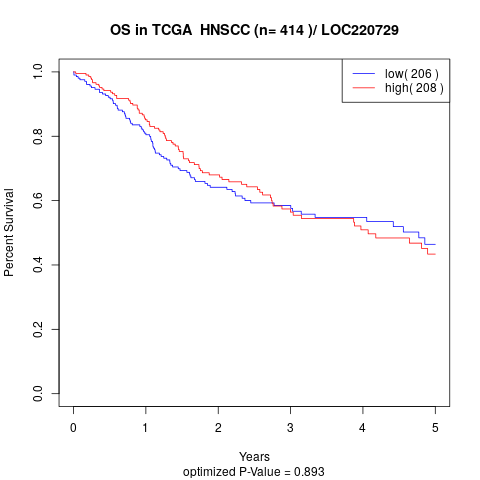 OS in TCGA  HNSCC (n= 414 )/ LOC220729
low( 206 )
high( 208 )
Percent Survival
1.0
0.8
0.6
0.4
0.2
0.0
0 1 2 3 4 5
Years
optimized P-Value = 0.893